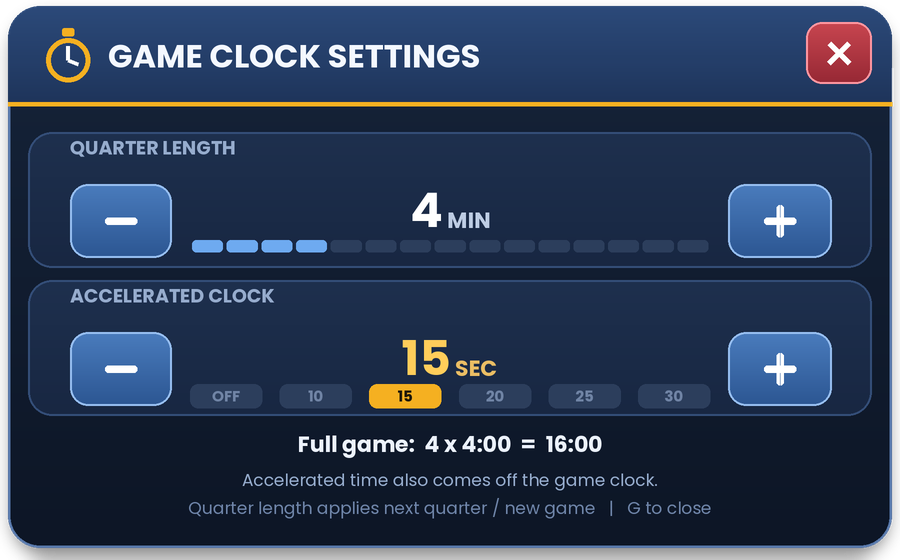 GAME CLOCK SETTINGS
QUARTER LENGTH
4 MIN
ACCELERATED CLOCK
15 SEC
OFF 10 15 20 25 30
Full game: 4 x 4:00 = 16:00
Accelerated time also comes off the game clock.
Quarter length applies next quarter / new game | G to close